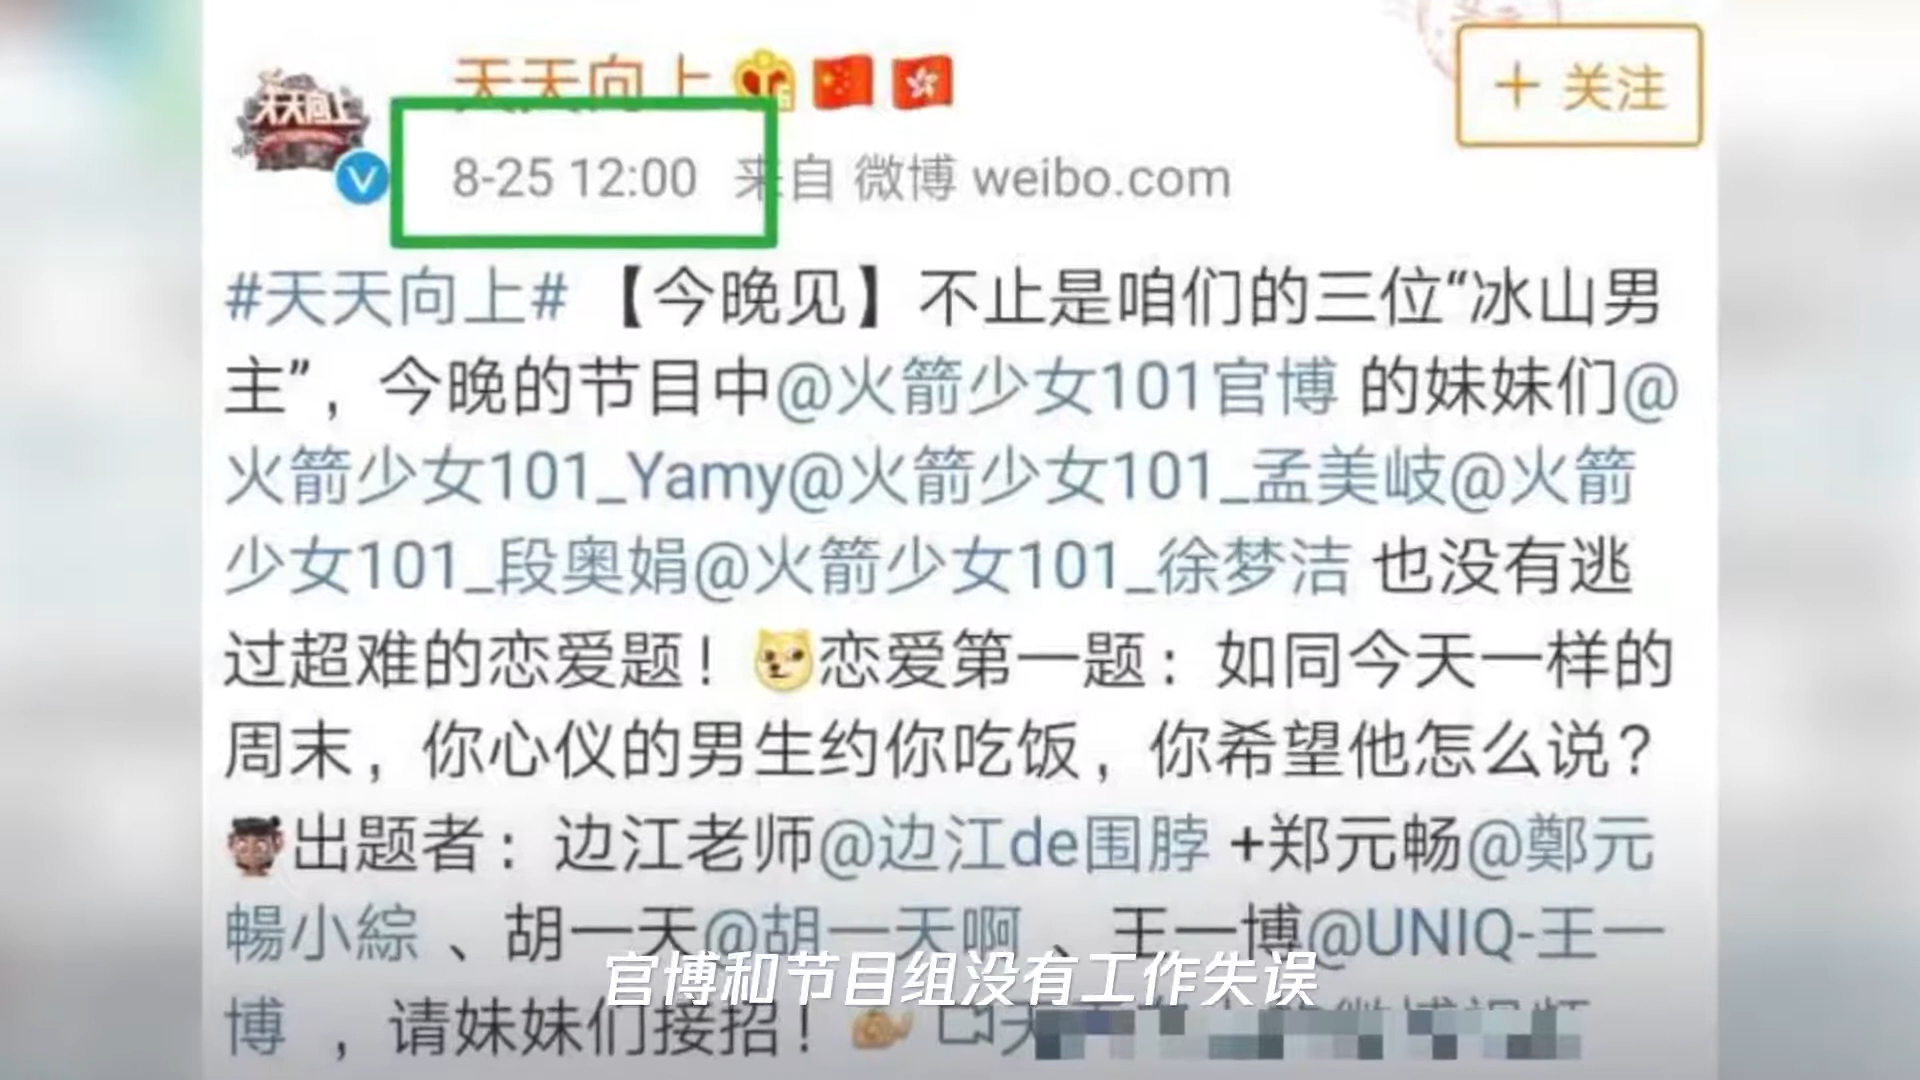 天天向上
天天向上
+ 关注
8-25 12:00 来自 微博 weibo.com
#天天向上#【今晚见】不止是咱们的三位“冰山男
主”，今晚的节目中@火箭少女101官博 的妹妹们@
火箭少女101_Yamy@火箭少女101_孟美岐@火箭
少女101_段奥娟@火箭少女101_徐梦洁 也没有逃
过超难的恋爱题！恋爱第一题：如同今天一样的
周末，你心仪的男生约你吃饭，你希望他怎么说？
出题者：边江老师@边江de围脖 +郑元畅@鄭元
暢小綜 、胡一天@胡一天啊 、王一博@UNIQ-王一
官博和节目组没有工作失误
博 ，请妹妹们接招！ 天